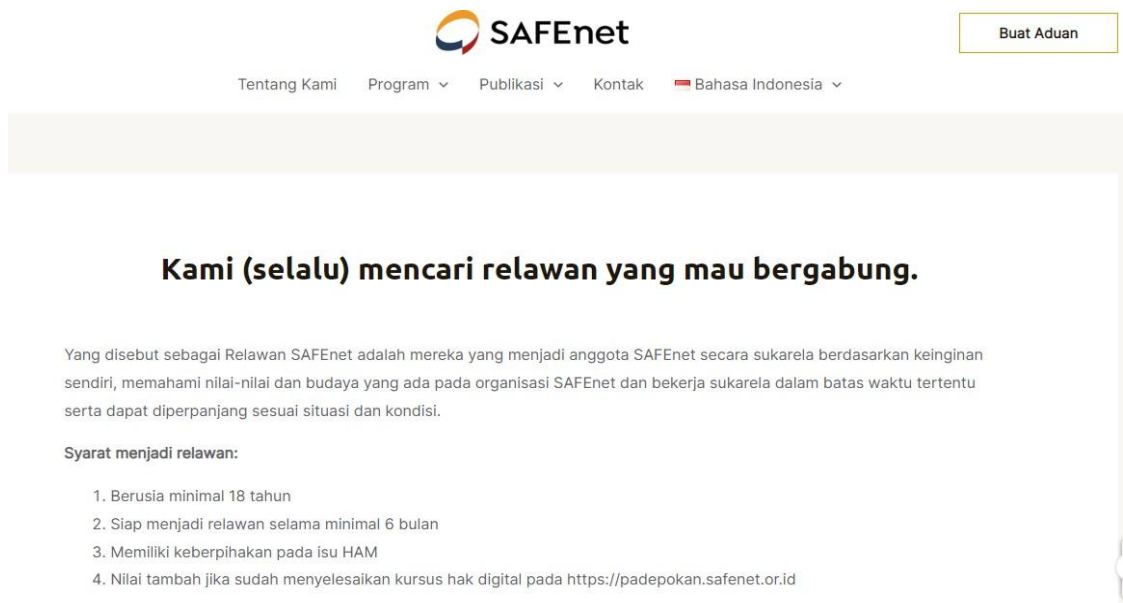 SAFEnet
Buat Aduan
Tentang Kami Program Publikasi Kontak Bahasa Indonesia
Kami (selalu) mencari relawan yang mau bergabung.
Yang disebut sebagai Relawan SAFEnet adalah mereka yang menjadi anggota SAFEnet secara sukarela berdasarkan keinginan
sendiri, memahami nilai-nilai dan budaya yang ada pada organisasi SAFEnet dan bekerja sukarela dalam batas waktu tertentu
serta dapat diperpanjang sesuai situasi dan kondisi.
Syarat menjadi relawan:
1. Berusia minimal 18 tahun
2. Siap menjadi relawan selama minimal 6 bulan
3. Memiliki keberpihakan pada isu HAM
4. Nilai tambah jika sudah menyelesaikan kursus hak digital pada https://padepokan.safenet.or.id